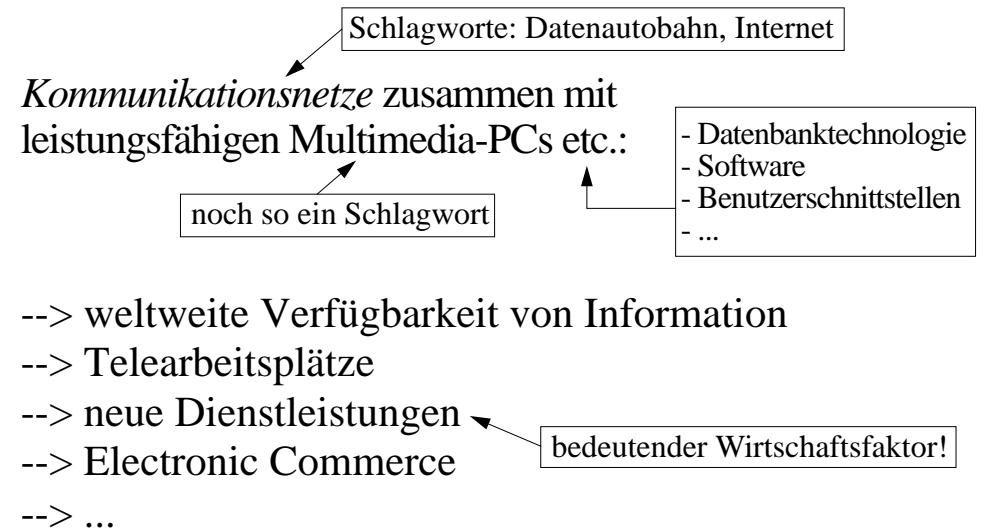 Schlagworte: Datenautobahn, Internet
Kommunikationsnetze zusammen mit
leistungsfähigen Multimedia-PCs etc.:
- Datenbanktechnologie
- Software
- Benutzerschnittstellen
- ...
noch so ein Schlagwort
--> weltweite Verfügbarkeit von Information
--> Telearbeitsplätze
--> neue Dienstleistungen
bedeutender Wirtschaftsfaktor!
--> Electronic Commerce
--> ...